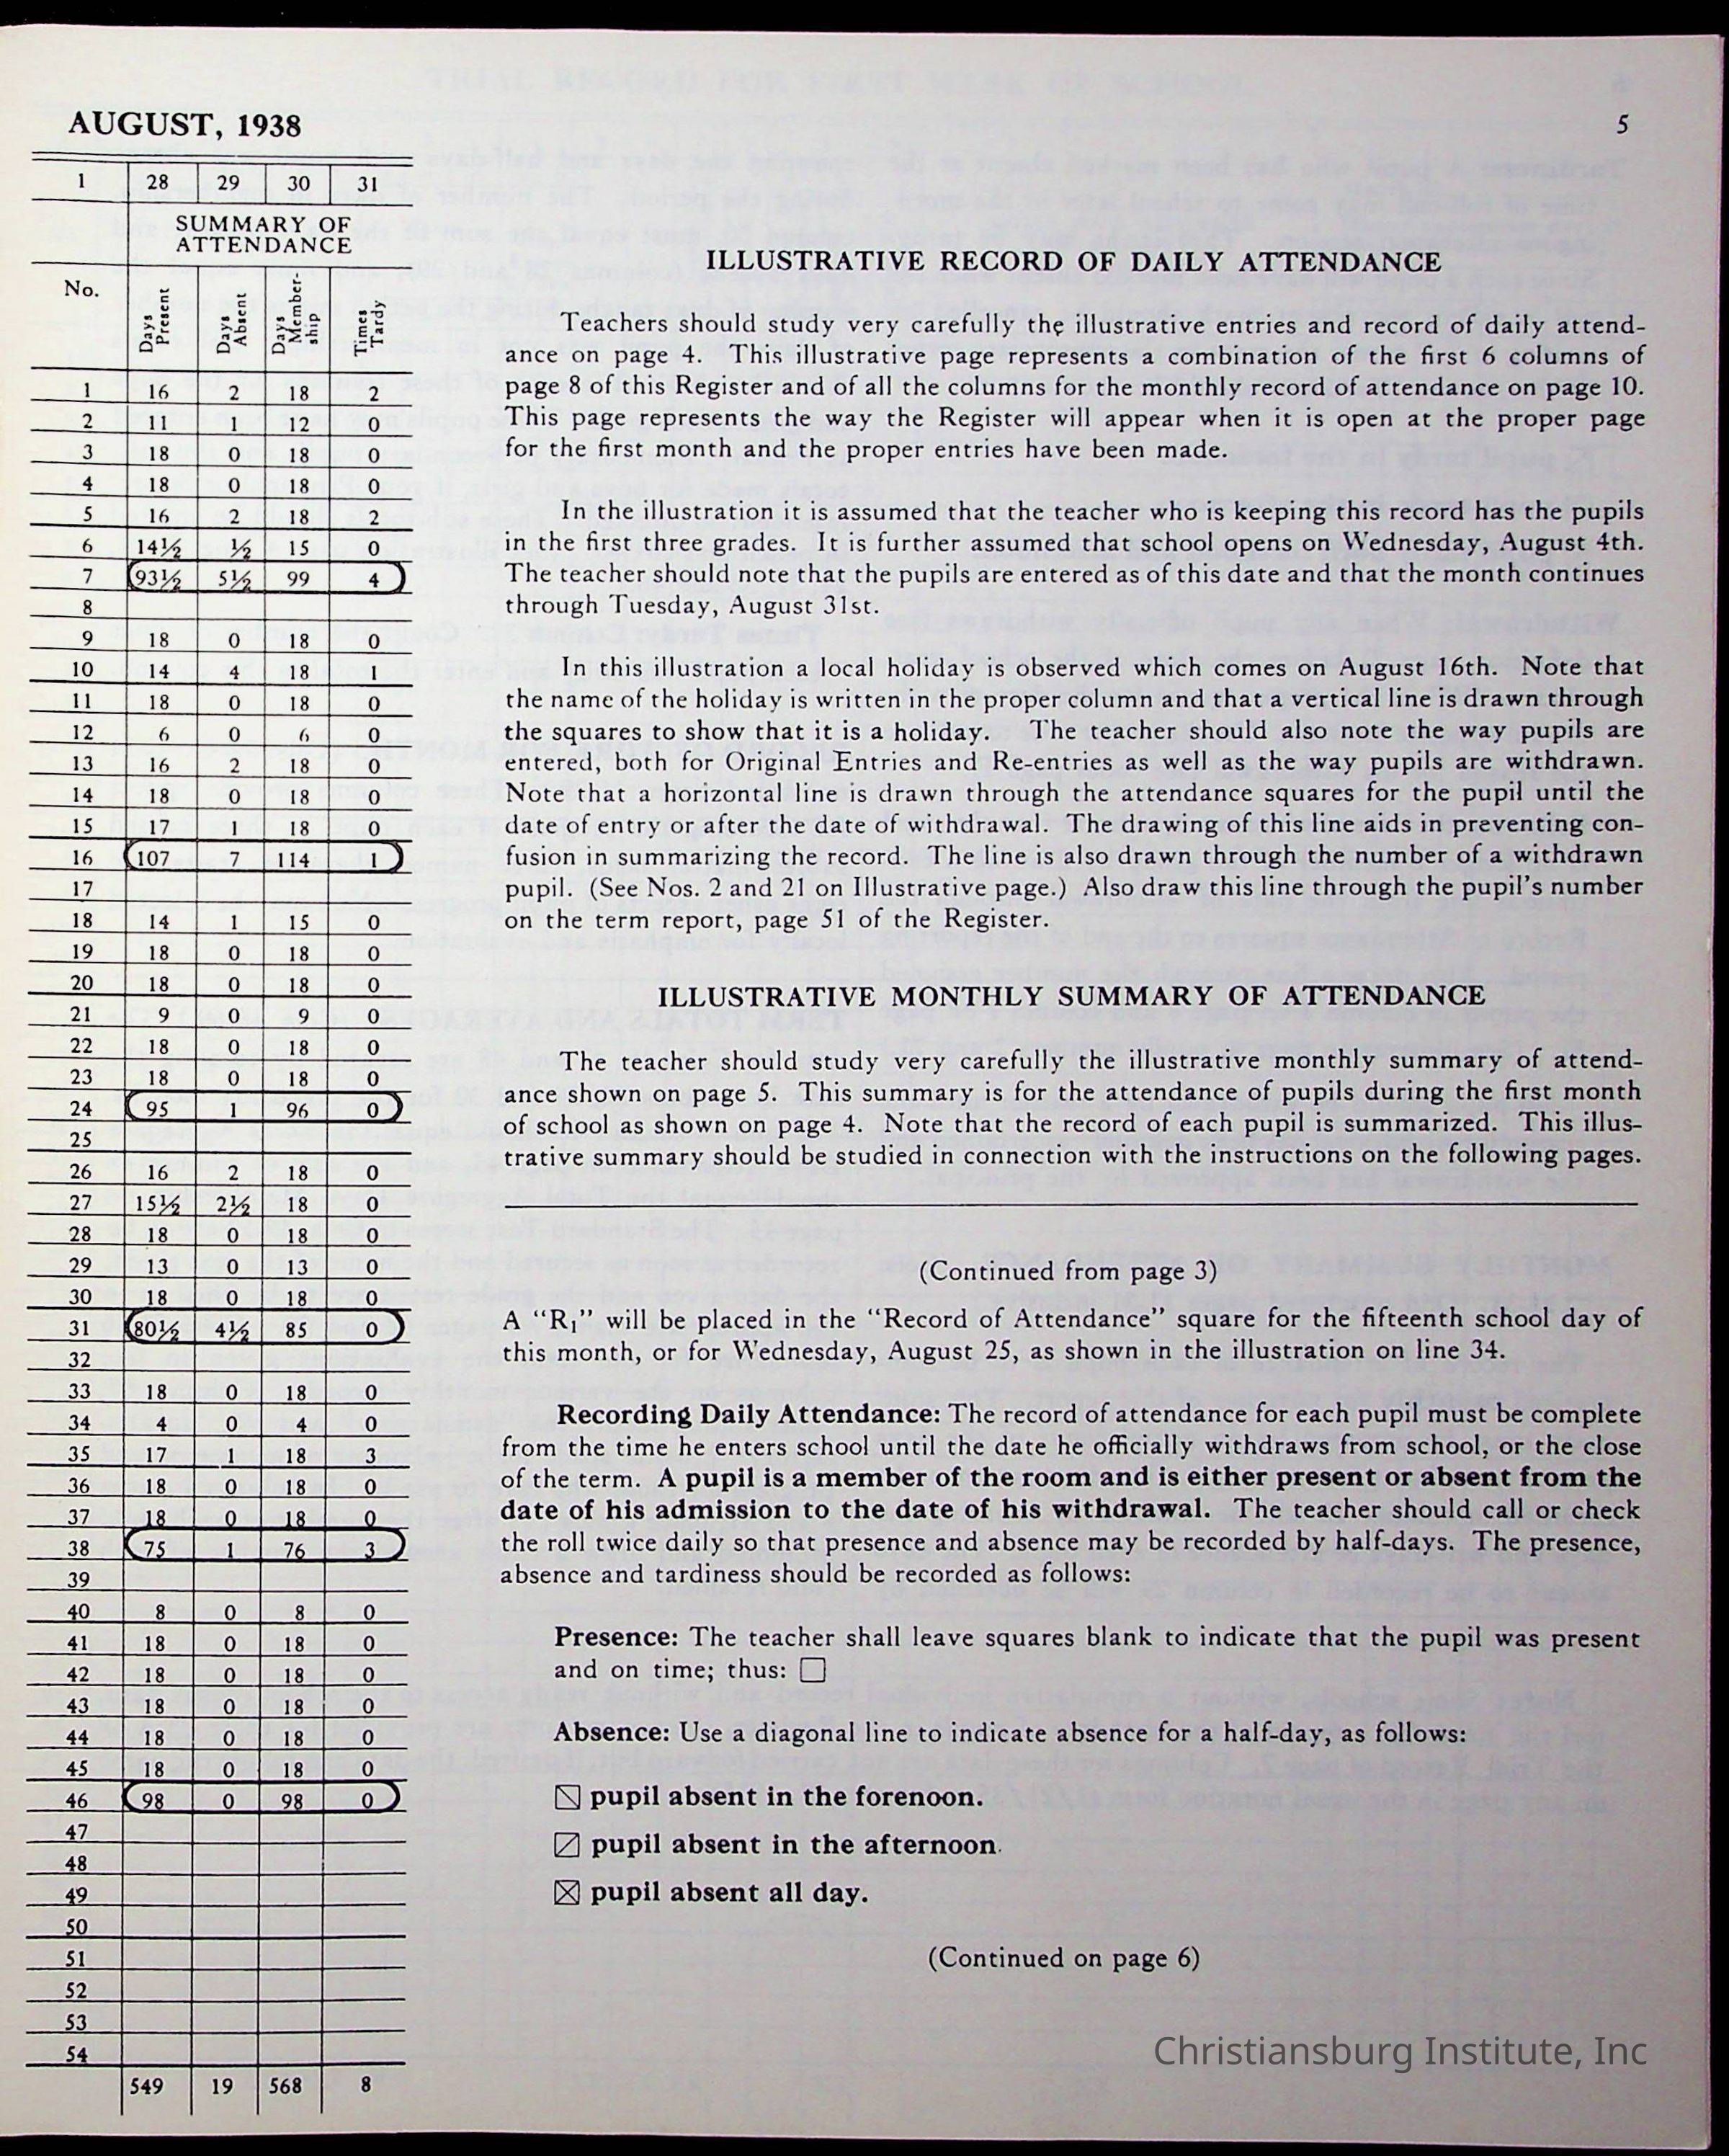 AUGUST, 1938
5
1 28 29 30 31
SUMMARY OF
ATTENDANCE
No. Days Present Days Absent Days Member-ship Times Tardy
1 16 2 18 2
2 11 1 12 0
3 18 0 18 0
4 18 0 18 0
5 16 2 18 2
6 14½ ½ 15 0
7 93½ 5½ 99 4
8
9 18 0 18 0
10 14 4 18 1
11 18 0 18 0
12 6 0 6 0
13 16 2 18 0
14 18 0 18 0
15 17 1 18 0
16 107 7 114 1
17
18 14 1 15 0
19 18 0 18 0
20 18 0 18 0
21 9 0 9 0
22 18 0 18 0
23 18 0 18 0
24 95 1 96 0
25
26 16 2 18 0
27 15½ 2½ 18 0
28 18 0 18 0
29 13 0 13 0
30 18 0 18 0
31 80½ 4½ 85 0
32
33 18 0 18 0
34 4 0 4 0
35 17 1 18 3
36 18 0 18 0
37 18 0 18 0
38 75 1 76 3
39
40 8 0 8 0
41 18 0 18 0
42 18 0 18 0
43 18 0 18 0
44 18 0 18 0
45 18 0 18 0
46 98 0 98 0
47
48
49
50
51
52
53
54
549 19 568 8
ILLUSTRATIVE RECORD OF DAILY ATTENDANCE
Teachers should study very carefully the illustrative entries and record of daily attend-
ance on page 4. This illustrative page represents a combination of the first 6 columns of
page 8 of this Register and of all the columns for the monthly record of attendance on page 10.
This page represents the way the Register will appear when it is open at the proper page
for the first month and the proper entries have been made.
In the illustration it is assumed that the teacher who is keeping this record has the pupils
in the first three grades. It is further assumed that school opens on Wednesday, August 4th.
The teacher should note that the pupils are entered as of this date and that the month continues
through Tuesday, August 31st.
In this illustration a local holiday is observed which comes on August 16th. Note that
the name of the holiday is written in the proper column and that a vertical line is drawn through
the squares to show that it is a holiday. The teacher should also note the way pupils are
entered, both for Original Entries and Re-entries as well as the way pupils are withdrawn.
Note that a horizontal line is drawn through the attendance squares for the pupil until the
date of entry or after the date of withdrawal. The drawing of this line aids in preventing con-
fusion in summarizing the record. The line is also drawn through the number of a withdrawn
pupil. (See Nos. 2 and 21 on Illustrative page.) Also draw this line through the pupil's number
on the term report, page 51 of the Register.
ILLUSTRATIVE MONTHLY SUMMARY OF ATTENDANCE
The teacher should study very carefully the illustrative monthly summary of attend-
ance shown on page 5. This summary is for the attendance of pupils during the first month
of school as shown on page 4. Note that the record of each pupil is summarized. This illus-
trative summary should be studied in connection with the instructions on the following pages.
(Continued from page 3)
A “R1” will be placed in the “Record of Attendance” square for the fifteenth school day of
this month, or for Wednesday, August 25, as shown in the illustration on line 34.
Recording Daily Attendance: The record of attendance for each pupil must be complete
from the time he enters school until the date he officially withdraws from school, or the close
of the term. A pupil is a member of the room and is either present or absent from the
date of his admission to the date of his withdrawal. The teacher should call or check
the roll twice daily so that presence and absence may be recorded by half-days. The presence,
absence and tardiness should be recorded as follows:
Presence: The teacher shall leave squares blank to indicate that the pupil was present
and on time; thus:
Absence: Use a diagonal line to indicate absence for a half-day, as follows:
pupil absent in the forenoon.
pupil absent in the afternoon.
pupil absent all day.
(Continued on page 6)
Christiansburg Institute, Inc